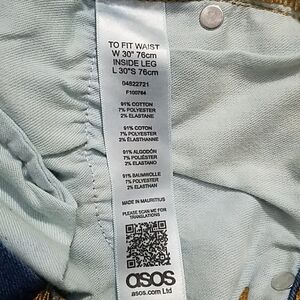 TO FIT WAIST
W 30" 76cm
INSIDE LEG
L 30"S 76cm
04822721
F100784
91% COTTON
7% POLYESTER
2% ELASTANE
91% COTON
7% POLYESTER
2% ELASTHANNE
91% ALGODÓN
7% POLIÉSTER
2% ELASTANO
91% BAUMWOLLE
7% POLYESTER
2% ELASTHAN
MADE IN MAURITIUS
PLEASE SCAN ME FOR
TRANSLATIONS
asos
asos.com Ltd